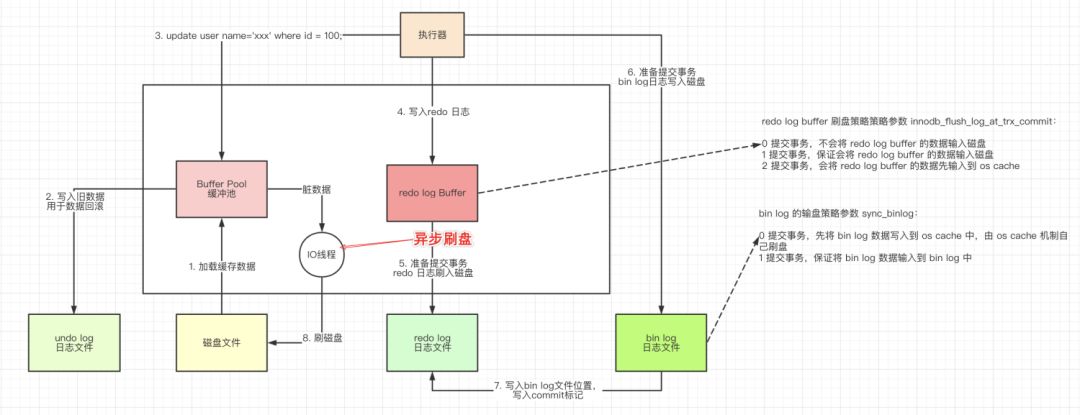 执行器
3. update user name='xxx' where id = 100;
6. 准备提交事务
bin log日志写入磁盘
4. 写入redo 日志
redo log buffer 刷盘策略策略参数 innodb_flush_log_at_trx_commit：
0 提交事务，不会将 redo log buffer 的数据输入磁盘
1 提交事务，保证会将 redo log buffer 的数据输入磁盘
2 提交事务，会将 redo log buffer 的数据先输入到 os cache
Buffer Pool
缓冲池
redo log Buffer
2. 写入旧数据
用于数据回滚
脏数据
bin log 的输盘策略参数 sync_binlog：
0 提交事务，先将 bin log 数据写入到 os cache 中，由 os cache 机制自
己刷盘
1 提交事务，保证将 bin log 数据输入到 bin log 中
异步刷盘
IO线程
1. 加载缓存数据
5. 准备提交事务
redo 日志刷入磁盘
8. 刷磁盘
undo log
日志文件
磁盘文件
redo log
日志文件
bin log
日志文件
7. 写入bin log文件位置，
写入commit标记